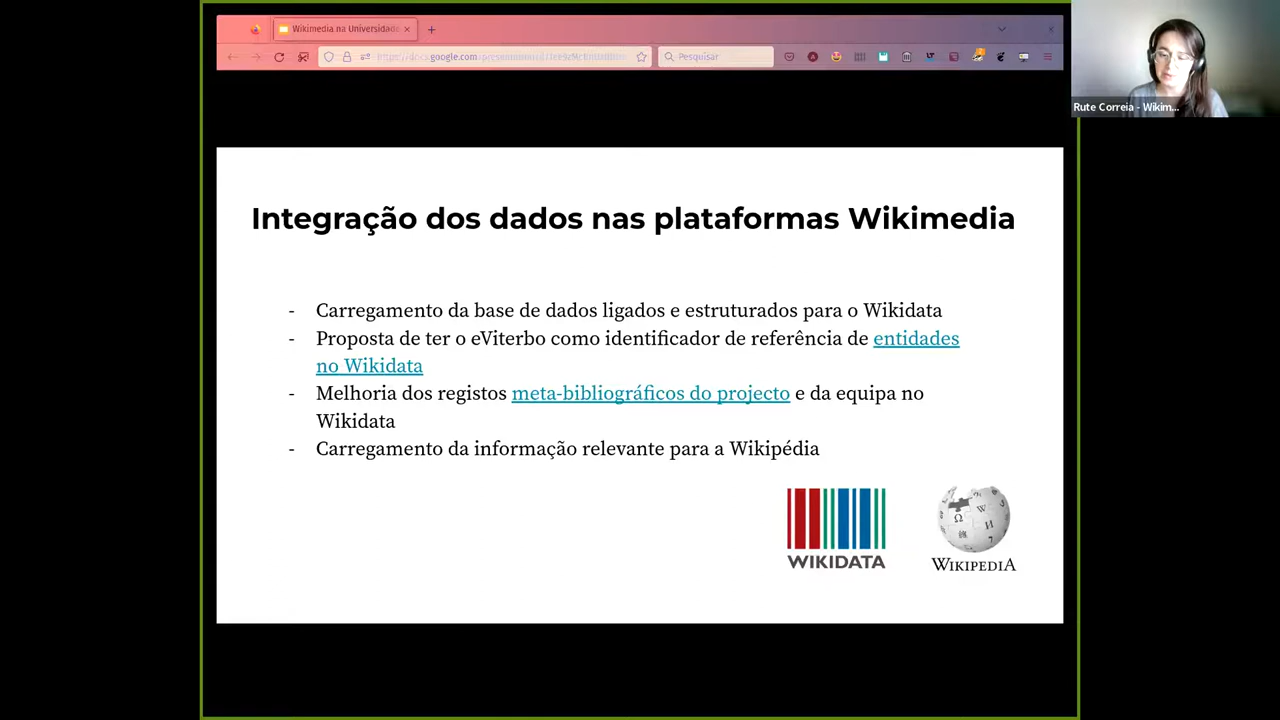 Wikimedia na Universidade
Pesquisar
Rute Correia - Wikim...
Integração dos dados nas plataformas Wikimedia
- Carregamento da base de dados ligados e estruturados para o Wikidata
- Proposta de ter o eViterbo como identificador de referência de entidades
no Wikidata
- Melhoria dos registos meta-bibliográficos do projecto e da equipa no
Wikidata
- Carregamento da informação relevante para a Wikipédia
WIKIDATA
WIKIPEDIA